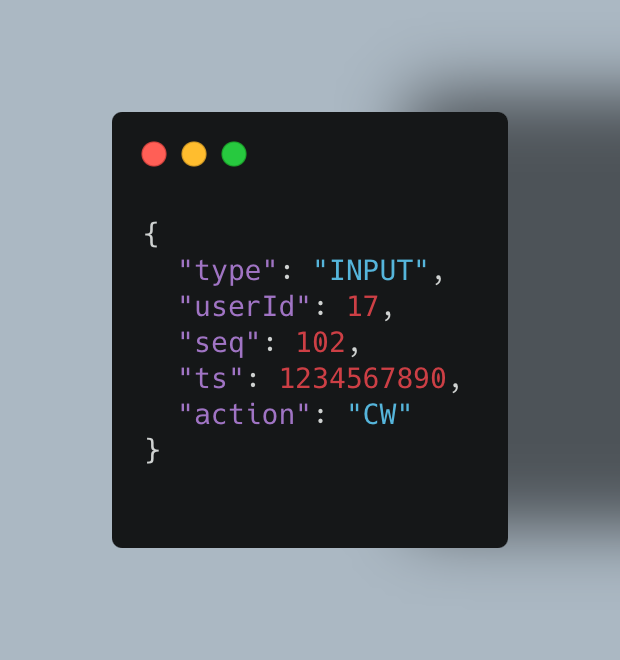 {
  "type": "INPUT",
  "userId": 17,
  "seq": 102,
  "ts": 1234567890,
  "action": "CW"
}